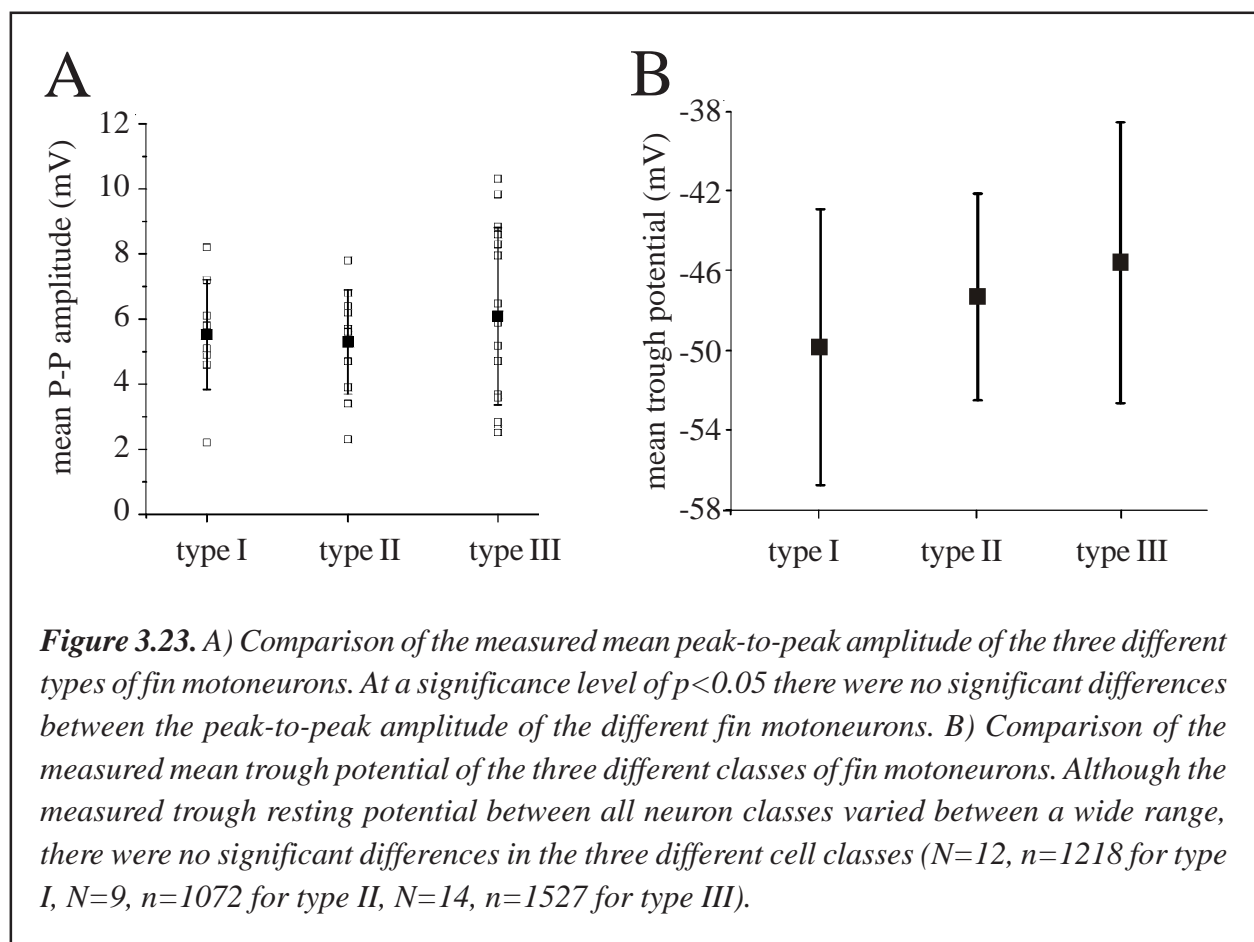 A
mean P-P amplitude (mV)
12
10
8
6
4
2
0
type I type II type III
B
mean trough potential (mV)
-38
-42
-46
-50
-54
-58
type I type II type III
Figure 3.23. A) Comparison of the measured mean peak-to-peak amplitude of the three different
types of fin motoneurons. At a significance level of p<0.05 there were no significant differences
between the peak-to-peak amplitude of the different fin motoneurons. B) Comparison of the
measured mean trough potential of the three different classes of fin motoneurons. Although the
measured trough resting potential between all neuron classes varied between a wide range,
there were no significant differences in the three different cell classes (N=12, n=1218 for type
I, N=9, n=1072 for type II, N=14, n=1527 for type III).